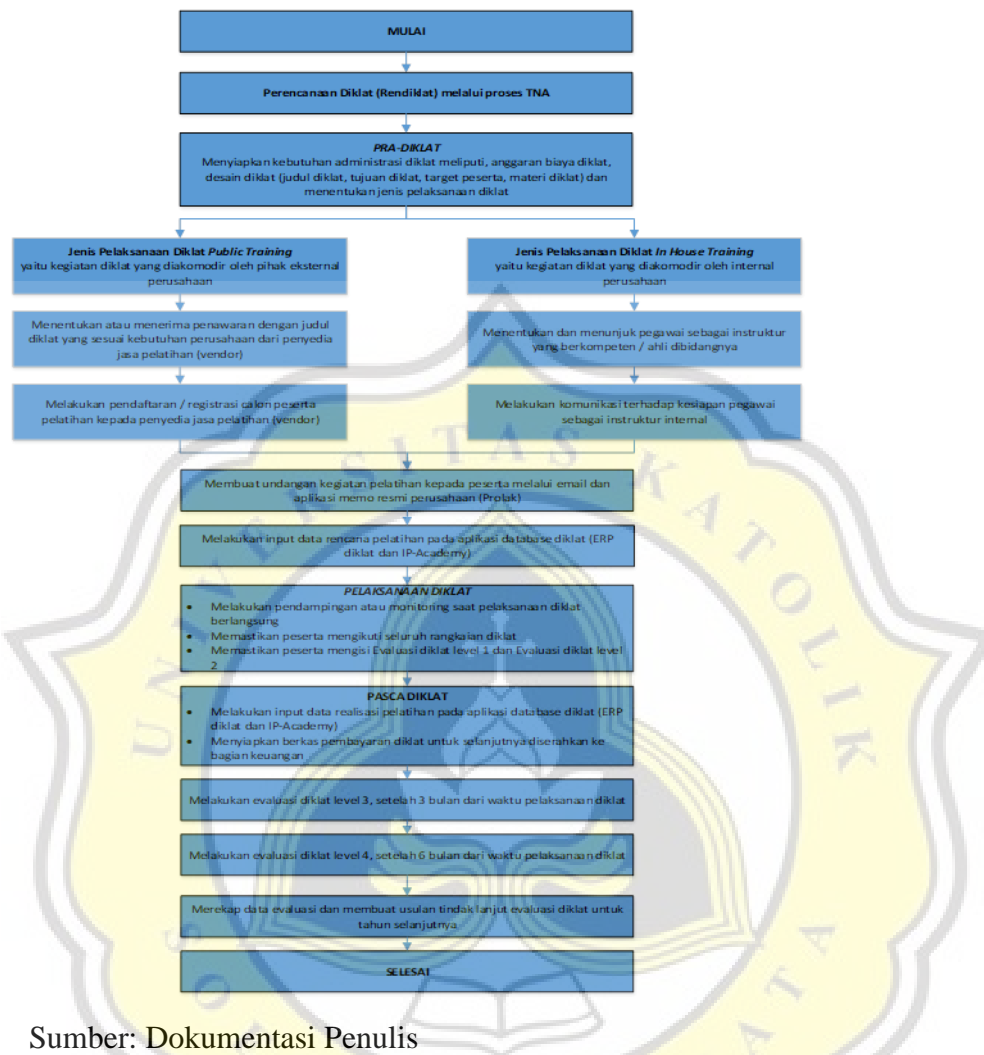 MULAI
Perencanaan Diklat (Rendiklat) melalui proses TNA
PRA-DIKLAT
Menyiapkan kebutuhan administrasi diklat meliputi, anggaran biaya diklat,
desain diklat (judul diklat, tujuan diklat, target peserta, materi diklat) dan
menentukan jenis pelaksanaan diklat
Jenis Pelaksanaan Diklat Public Training
yaitu kegiatan diklat yang diakomodir oleh pihak eksternal
perusahaan
Menentukan atau menerima penawaran dengan judul
diklat yang sesuai kebutuhan perusahaan dari penyedia
jasa pelatihan (vendor)
Melakukan pendaftaran / registrasi calon peserta
pelatihan kepada penyedia jasa pelatihan (vendor)
Jenis Pelaksanaan Diklat In House Training
yaitu kegiatan diklat yang diakomodir oleh internal
perusahaan
Menentukan dan menunjuk pegawai sebagai instruktur
yang berkompeten / ahli dibidangnya
Melakukan komunikasi terhadap kesiapan pegawai
sebagai instruktur internal
Membuat undangan kegiatan pelatihan kepada peserta melalui email dan
aplikasi memo resmi perusahaan (Prolak)
Melakukan input data rencana pelatihan pada aplikasi database diklat (ERP
diklat dan IP-Academy)
PELAKSANAAN DIKLAT
• Melakukan pendampingan atau monitoring saat pelaksanaan diklat
berlangsung
• Memastikan peserta mengikuti seluruh rangkaian diklat
• Memastikan peserta mengisi Evaluasi diklat level 1 dan Evaluasi diklat level
2
PASCA DIKLAT
• Melakukan input data realisasi pelatihan pada aplikasi database diklat (ERP
diklat dan IP-Academy)
• Menyiapkan berkas pembayaran diklat untuk selanjutnya diserahkan ke
bagian keuangan
Melakukan evaluasi diklat level 3, setelah 3 bulan dari waktu pelaksanaan diklat
Melakukan evaluasi diklat level 4, setelah 6 bulan dari waktu pelaksanaan diklat
Merekap data evaluasi dan membuat usulan tindak lanjut evaluasi diklat untuk
tahun selanjutnya
SELESAI
UNIVERSITAS KATOLIK
Sumber: Dokumentasi Penulis